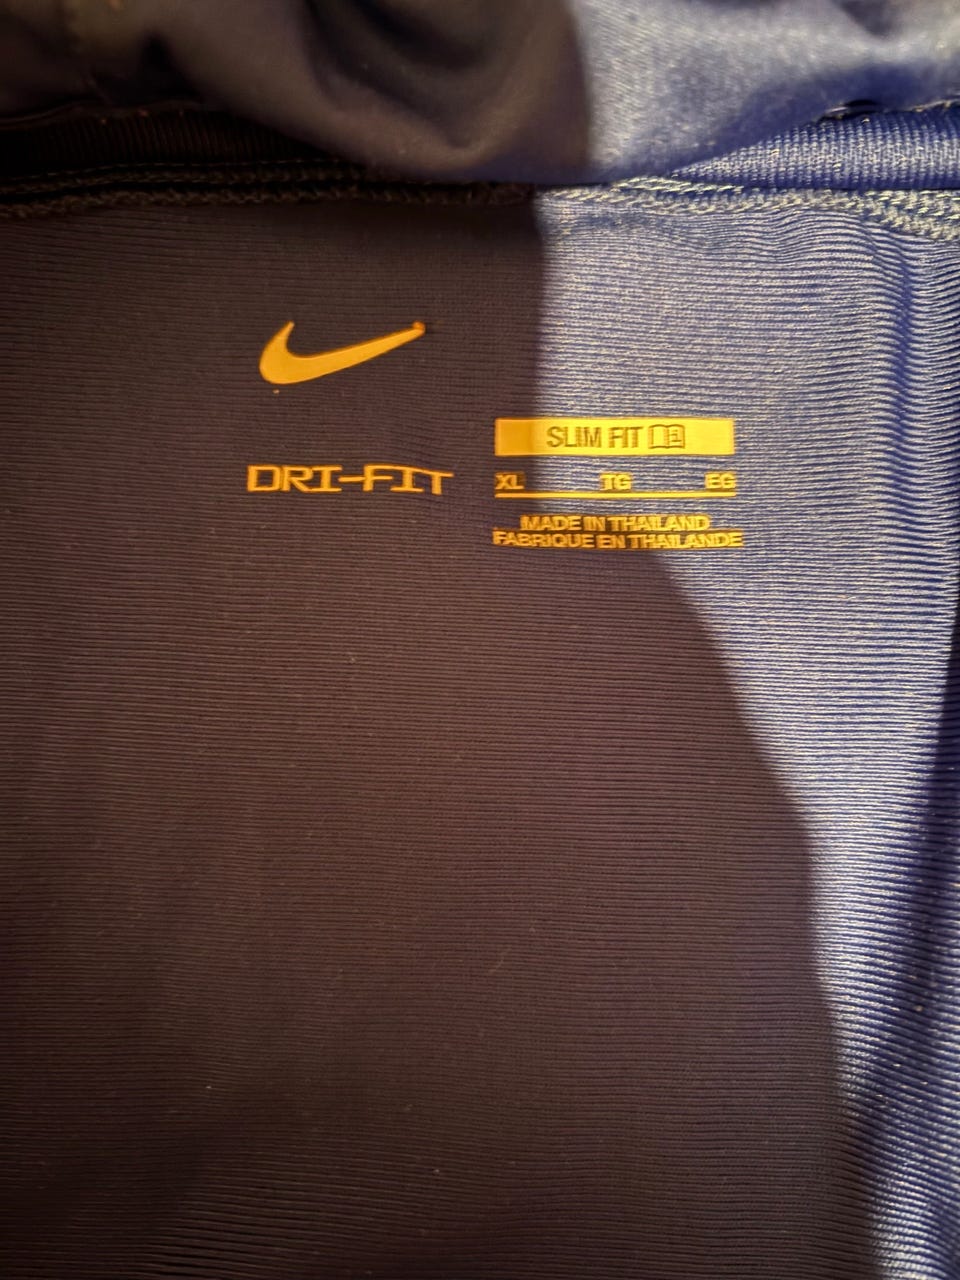 DRI-FIT
SLIM FIT
XL TG EG
MADE IN THAILAND
FABRIQUE EN THAILANDE